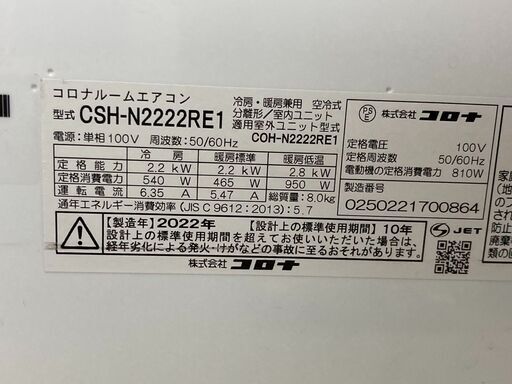 コロナルームエアコン
型式 CSH-N2222RE1
冷房・暖房兼用 空冷式
分離形／室内ユニット
適用室外ユニット型式
COH-N2222RE1
電源：単相100V 周波数：50/60Hz
冷 房 暖房標準 暖房低温
定 格 能 力 2.2 kW 2.2 kW 2.8 kW
定格消費電力 540 W 465 W 950 W
運 転 電 流 6.35 A 5.47 A 総質量：8.0kg
通年エネルギー消費効率(JIS C 9612：2013)：5.7
【製造年】2022年 【設計上の標準使用期間】10年
設計上の標準使用期間を超えてお使いいただいた場合は、
経年劣化による発火・けがなどの事故に至るおそれがあります。
株式会社 コロナ
PS
E
株式会社 コロナ
定格電圧 100V
定格周波数 50/60Hz
電動機の定格消費電力 810W
製造番号
0250221700864
JET
家庭
(地
のフ
防止
廃棄
類の